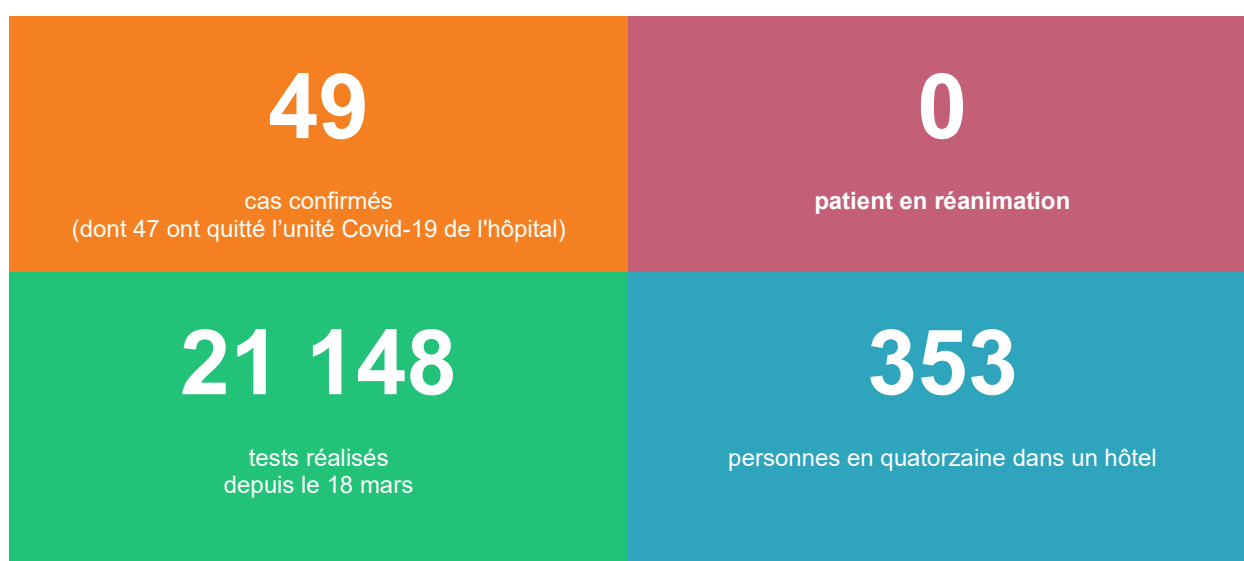 49
cas confirmés
(dont 47 ont quitté l’unité Covid-19 de l'hôpital)
0
patient en réanimation
21 148
tests réalisés
depuis le 18 mars
353
personnes en quatorzaine dans un hôtel